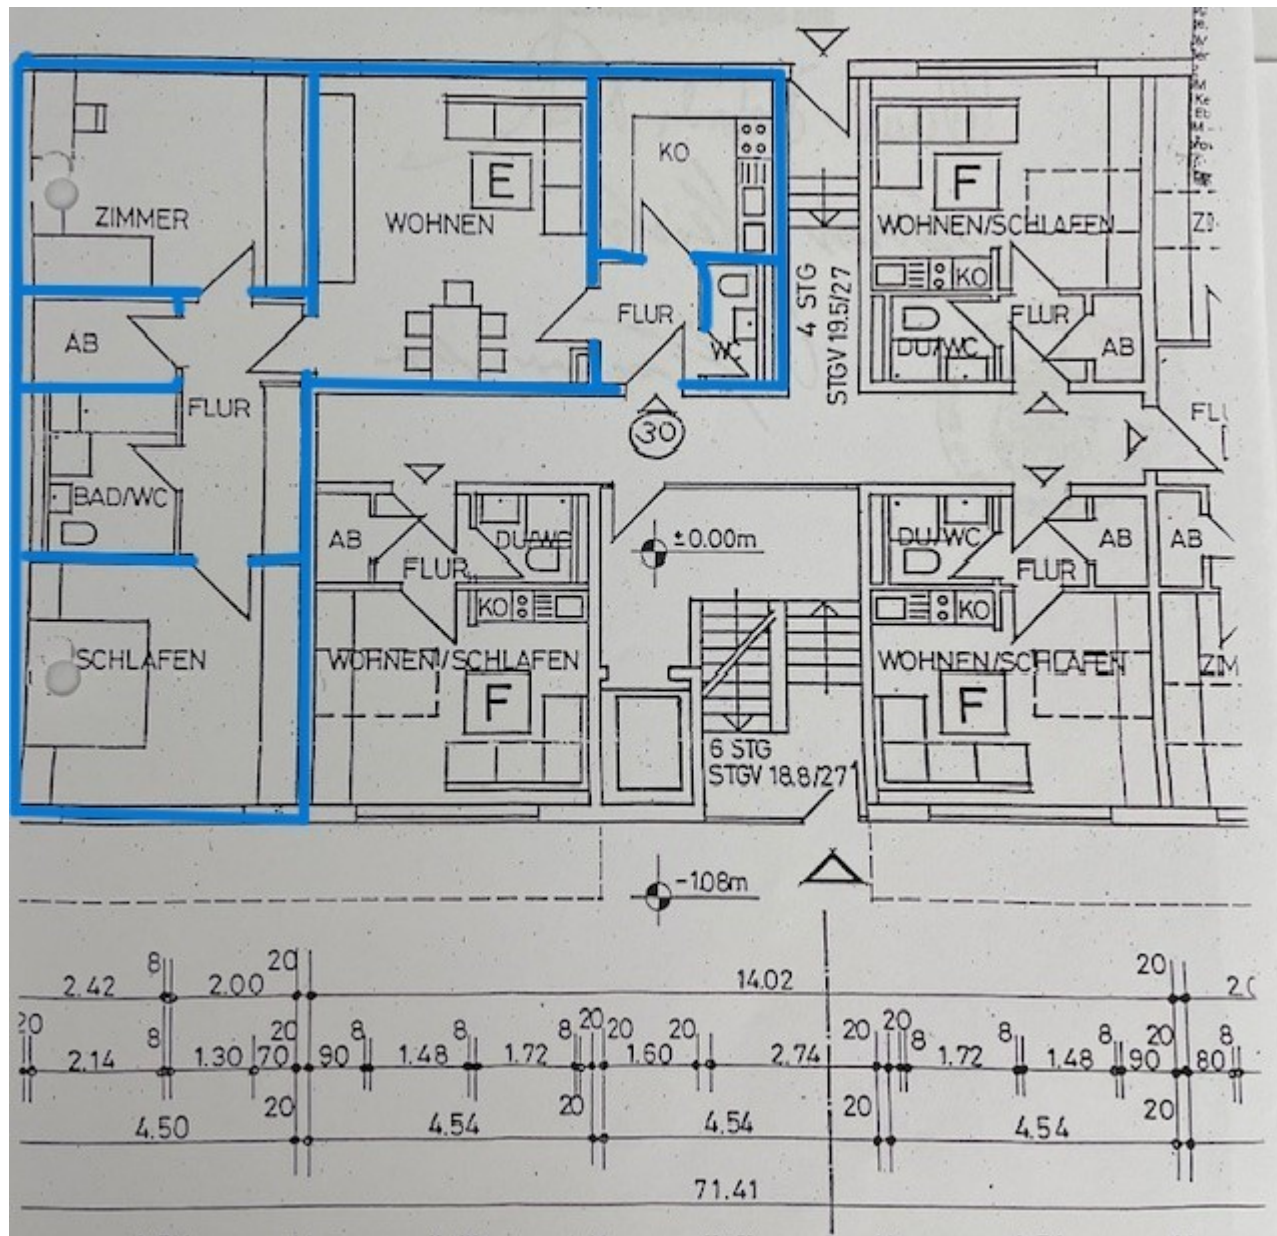 KO
E
F
ZIMMER
WOHNEN
WOHNEN/SCHLAFEN
KO
4 STG
STGV 19.5/27
FLUR
FLUR
AB
WC
DU/WC
AB
FLUR
30
BAD/WC
AB
DU/WC
±0.00m
DU/WC
AB
AB
FLUR
FLUR
KO
KO
SCHLAFEN
WOHNEN/SCHLAFEN
WOHNEN/SCHLAFEN
ZIM
F
F
6 STG
STGV 18.8/27
-1.08m
2.42 8 2.00 20 14.02 20
20 2.14 8 1.30 70 20 90 8 1.48 8 1.72 8 20 20 1.60 20 2.74 20 20 8 1.72 8 1.48 8 90 20 80 8
4.50 20 4.54 20 4.54 20 4.54 20
71.41